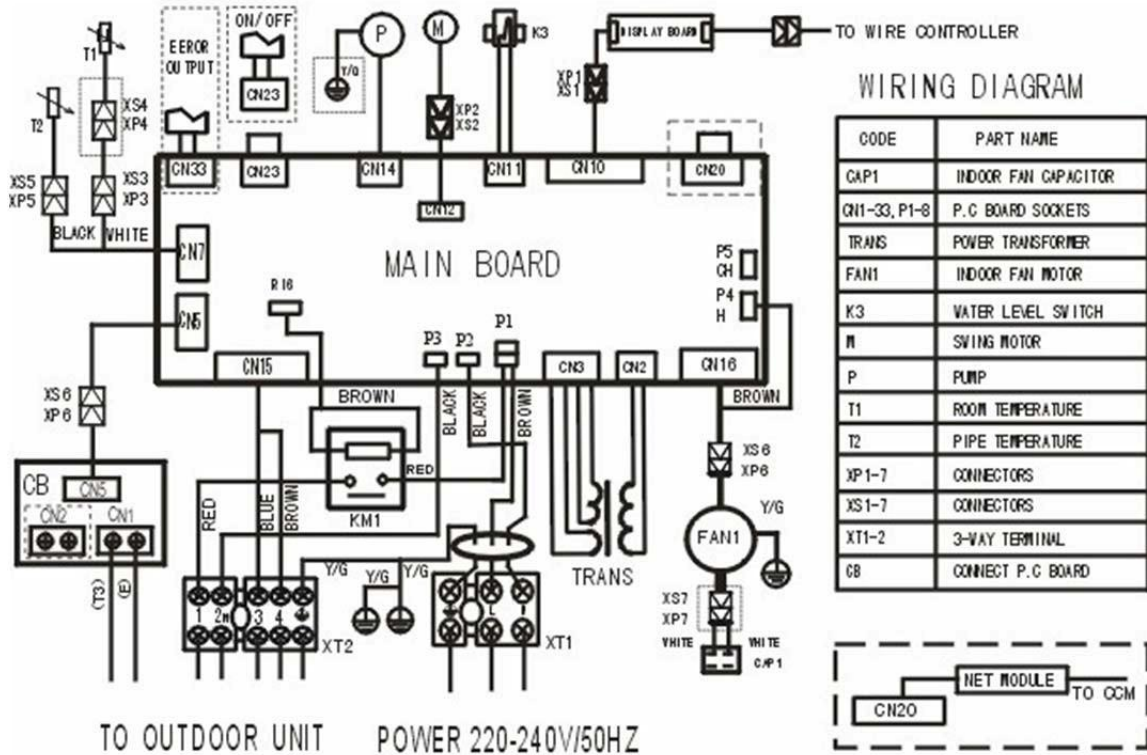 T1
T2
XS4
XP4
XS5
XP5
XS3
XP3
BLACK
WHITE
EEROR
OUTPUT
ON/OFF
CN23
Y/G
P
M
XP2
XS2
K3
XP1
XS1
DISPLAY BOARD
TO WIRE CONTROLLER
CN33
CN23
CN14
CN12
CN11
CN10
CN20
CN7
CN5
MAIN BOARD
R16
P5
CH
P4
H
CN15
P3
P2
P1
CN3
CN2
CN16
XS6
XP6
BROWN
BLACK
BLACK
BROWN
BROWN
RED
KM1
RED
BLUE
BROWN
CB
CN5
CN2
CN1
(T3)
(E)
Y/G
Y/G
Y/G
1
2
3
4
XT2
L
XT1
TRANS
XS6
XP6
FAN1
Y/G
XS7
XP7
WHITE
WHITE
CAP1
TO OUTDOOR UNIT
POWER 220-240V/50HZ
WIRING DIAGRAM
CODE PART NAME
CAP1 INDOOR FAN CAPACITOR
CN1-33,P1-8 P.C BOARD SOCKETS
TRANS POWER TRANSFORMER
FAN1 INDOOR FAN MOTOR
K3 WATER LEVEL SWITCH
M SWING MOTOR
P PUMP
T1 ROOM TEMPERATURE
T2 PIPE TEMPERATURE
XP1-7 CONNECTORS
XS1-7 CONNECTORS
XT1-2 3-WAY TERMINAL
CB CONNECT P.C BOARD
NET MODULE
CN20
TO CCM